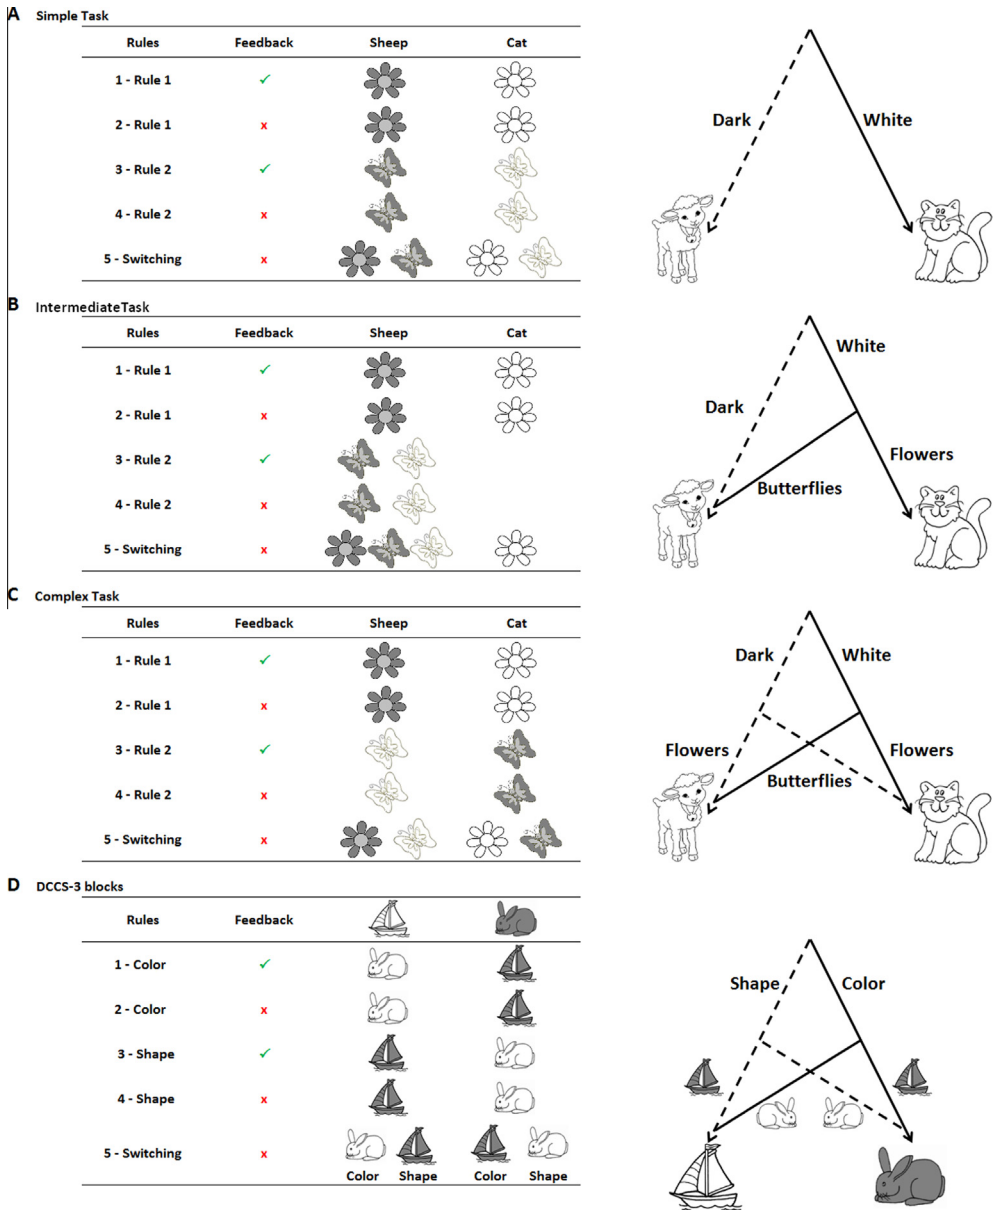 A Simple Task
Rules Feedback Sheep Cat
1 - Rule 1 ✓
2 - Rule 1 x
3 - Rule 2 ✓
4 - Rule 2 x
5 - Switching x
Dark White
B IntermediateTask
Rules Feedback Sheep Cat
1 - Rule 1 ✓
2 - Rule 1 x
3 - Rule 2 ✓
4 - Rule 2 x
5 - Switching x
White
Dark
Flowers
Butterflies
C Complex Task
Rules Feedback Sheep Cat
1 - Rule 1 ✓
2 - Rule 1 x
3 - Rule 2 ✓
4 - Rule 2 x
5 - Switching x
Dark White
Flowers Flowers
Butterflies
D DCCS-3 blocks
Rules Feedback
1 - Color ✓
2 - Color x
3 - Shape ✓
4 - Shape x
5 - Switching x
Color Shape Color Shape
Shape Color